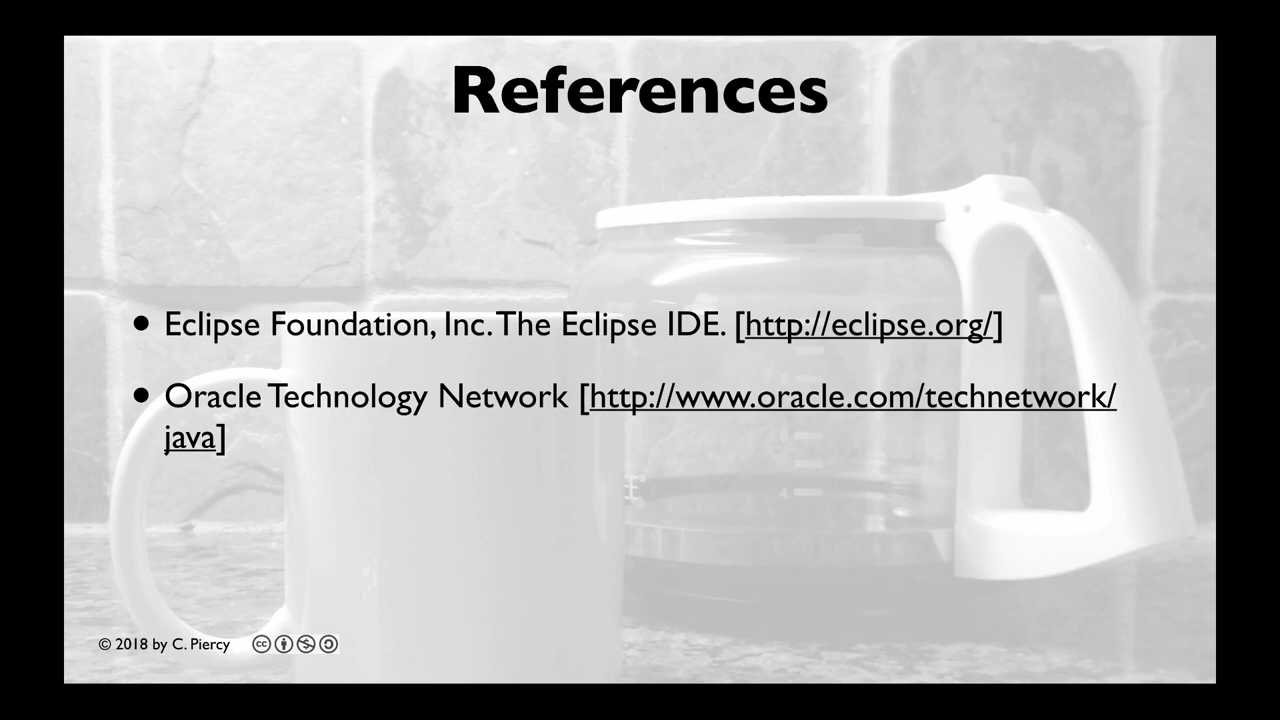 References
• Eclipse Foundation, Inc. The Eclipse IDE. [http://eclipse.org/]
• Oracle Technology Network [http://www.oracle.com/technetwork/
java]
© 2018 by C. Piercy